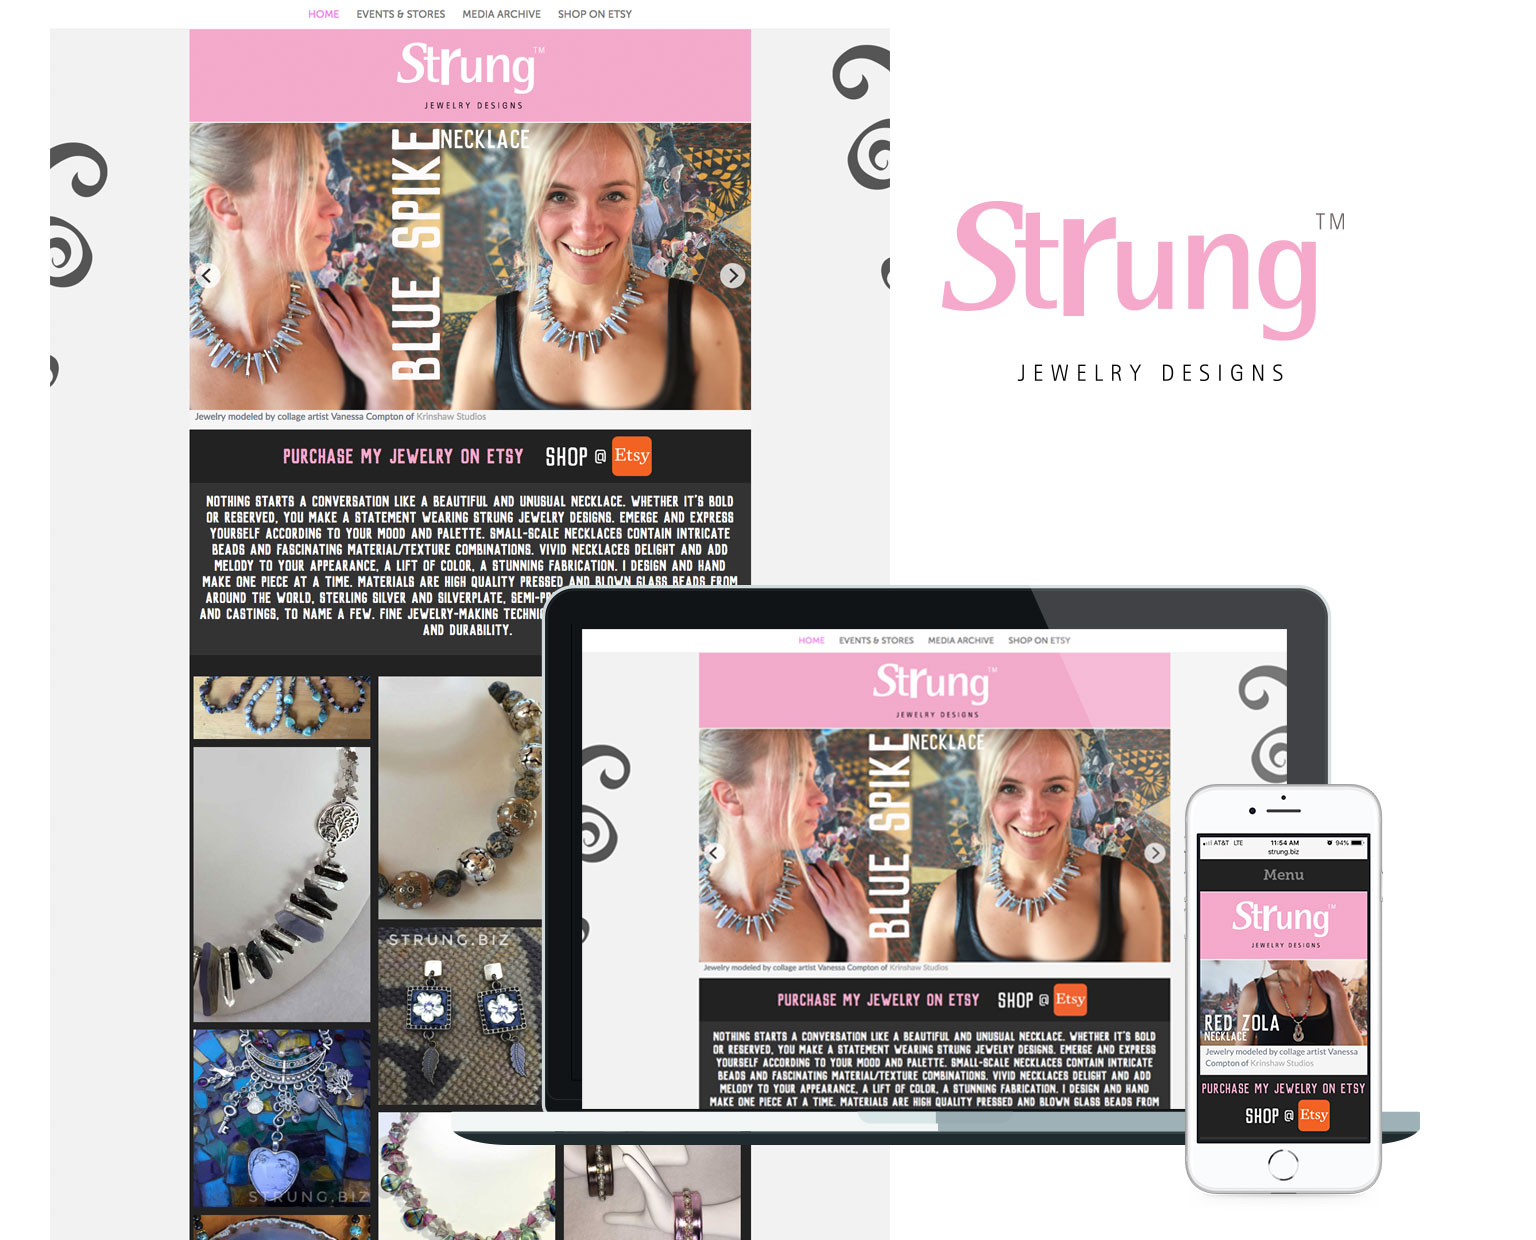 HOME EVENTS & STORES MEDIA ARCHIVE SHOP ON ETSY
Strung TM
JEWELRY DESIGNS
BLUE SPIKE
NECKLACE
Jewelry modeled by collage artist Vanessa Compton of Krinshaw Studios
PURCHASE MY JEWELRY ON ETSY SHOP @ Etsy
NOTHING STARTS A CONVERSATION LIKE A BEAUTIFUL AND UNUSUAL NECKLACE. WHETHER IT'S BOLD
OR RESERVED, YOU MAKE A STATEMENT WEARING STRUNG JEWELRY DESIGNS. EMERGE AND EXPRESS
YOURSELF ACCORDING TO YOUR MOOD AND PALETTE. SMALL-SCALE NECKLACES CONTAIN INTRICATE
BEADS AND FASCINATING MATERIAL/TEXTURE COMBINATIONS. VIVID NECKLACES DELIGHT AND ADD
MELODY TO YOUR APPEARANCE, A LIFT OF COLOR, A STUNNING FABRICATION. I DESIGN AND HAND
MAKE ONE PIECE AT A TIME. MATERIALS ARE HIGH QUALITY PRESSED AND BLOWN GLASS BEADS FROM
AROUND THE WORLD, STERLING SILVER AND SILVERPLATE, SEMI-PR
AND CASTINGS, TO NAME A FEW. FINE JEWELRY-MAKING TECHNIQ
AND DURABILITY.
STRUNG.BIZ
STRUNG.BIZ
Strung TM
JEWELRY DESIGNS
HOME EVENTS & STORES MEDIA ARCHIVE SHOP ON ETSY
Strung TM
JEWELRY DESIGNS
BLUE SPIKE
NECKLACE
Jewelry modeled by collage artist Vanessa Compton of Krinshaw Studios
PURCHASE MY JEWELRY ON ETSY SHOP @ Etsy
NOTHING STARTS A CONVERSATION LIKE A BEAUTIFUL AND UNUSUAL NECKLACE. WHETHER IT'S BOLD
OR RESERVED, YOU MAKE A STATEMENT WEARING STRUNG JEWELRY DESIGNS. EMERGE AND EXPRESS
YOURSELF ACCORDING TO YOUR MOOD AND PALETTE. SMALL-SCALE NECKLACES CONTAIN INTRICATE
BEADS AND FASCINATING MATERIAL/TEXTURE COMBINATIONS. VIVID NECKLACES DELIGHT AND ADD
MELODY TO YOUR APPEARANCE, A LIFT OF COLOR, A STUNNING FABRICATION. I DESIGN AND HAND
MAKE ONE PIECE AT A TIME. MATERIALS ARE HIGH QUALITY PRESSED AND BLOWN GLASS BEADS FROM
AT&T LTE 11:54 AM 94%
strung.biz
Menu
Strung TM
JEWELRY DESIGNS
RED ZOLA
NECKLACE
Jewelry modeled by collage artist Vanessa
Compton of Krinshaw Studios
PURCHASE MY JEWELRY ON ETSY
SHOP @ Etsy